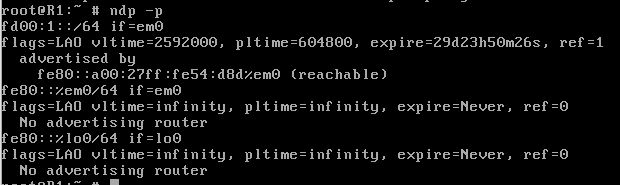 root@R1:~ # ndp -p
fd00:1::/64 if=em0
flags=LAO vltime=2592000, pltime=604800, expire=29d23h50m26s, ref=1
  advertised by
    fe80::a00:27ff:fe54:d8d%em0 (reachable)
fe80::%em0/64 if=em0
flags=LAO vltime=infinity, pltime=infinity, expire=Never, ref=0
  No advertising router
fe80::%lo0/64 if=lo0
flags=LAO vltime=infinity, pltime=infinity, expire=Never, ref=0
  No advertising router
root@R1:~ #